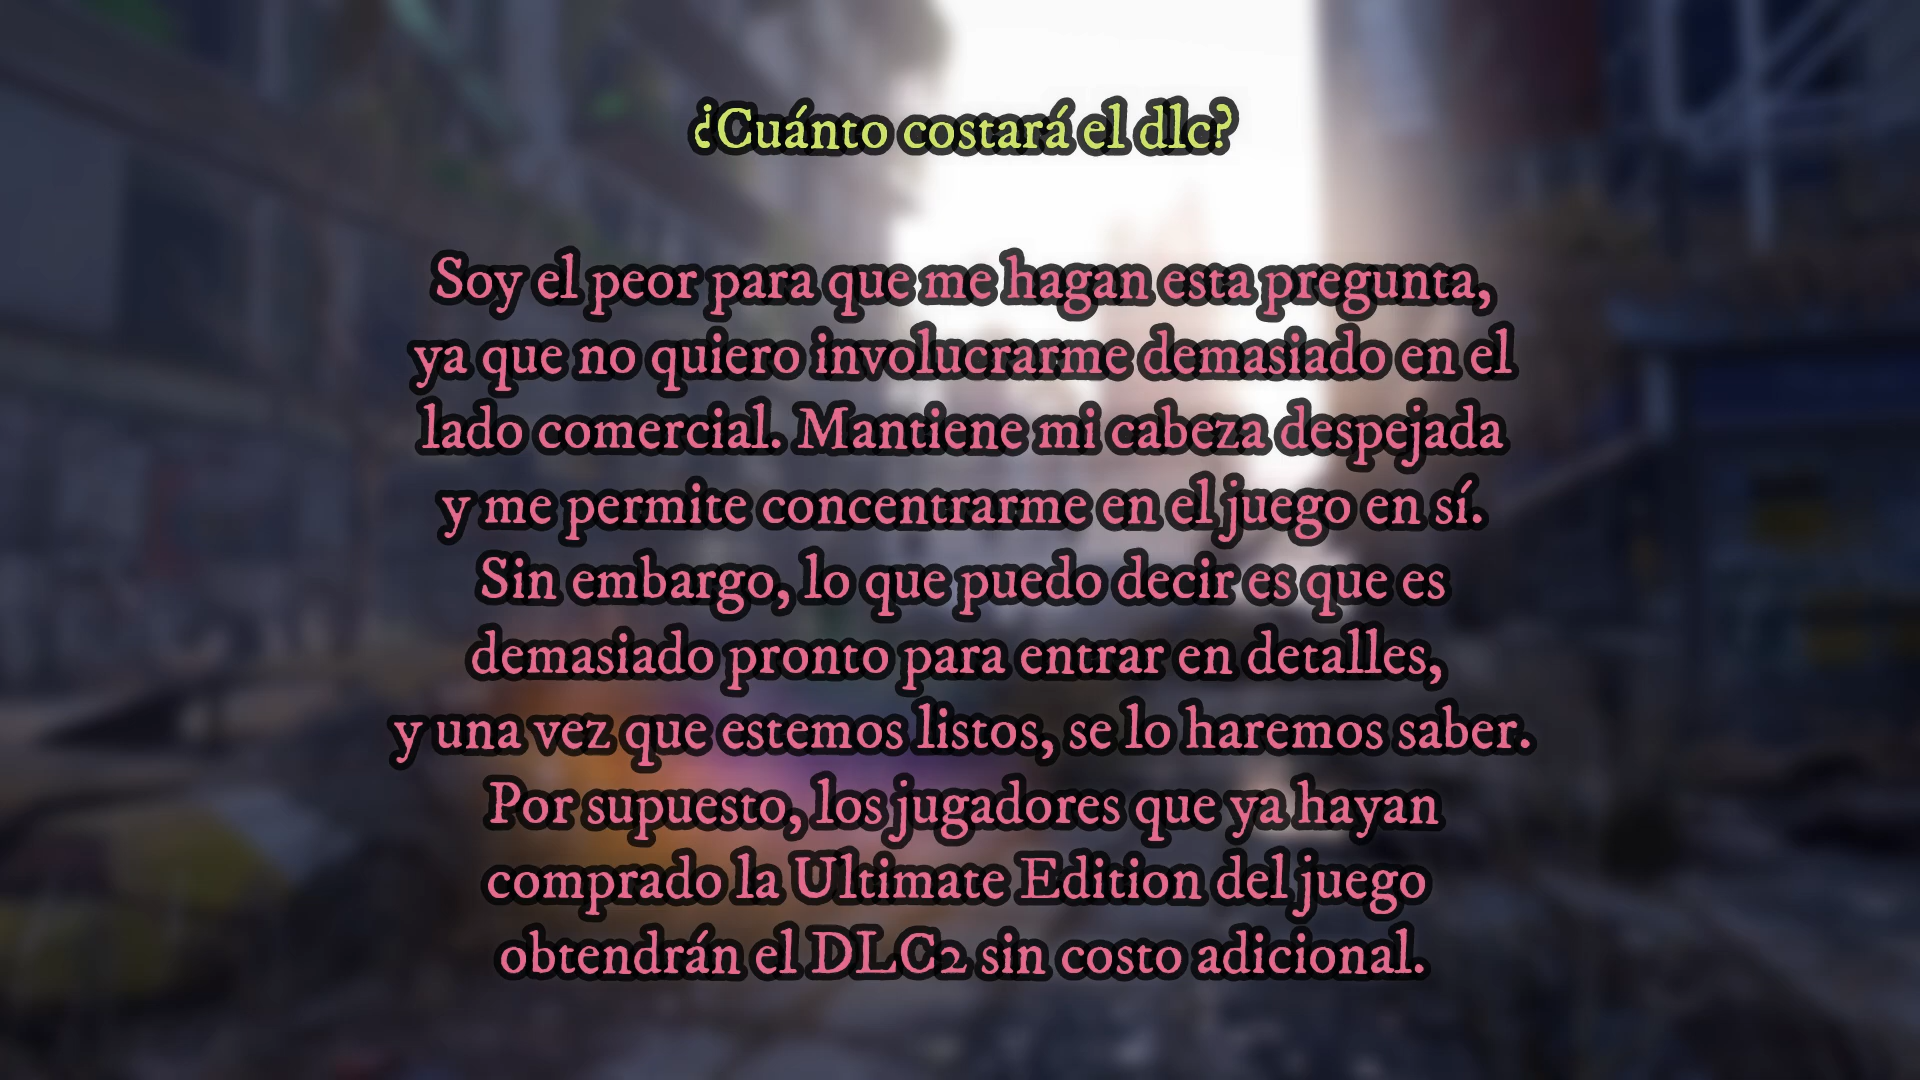 ¿Cuánto costará el dlc?
Soy el peor para que me hagan esta pregunta,
ya que no quiero involucrarme demasiado en el
lado comercial. Mantiene mi cabeza despejada
y me permite concentrarme en el juego en sí.
Sin embargo, lo que puedo decir es que es
demasiado pronto para entrar en detalles,
y una vez que estemos listos, se lo haremos saber.
Por supuesto, los jugadores que ya hayan
comprado la Ultimate Edition del juego
obtendrán el DLC2 sin costo adicional.